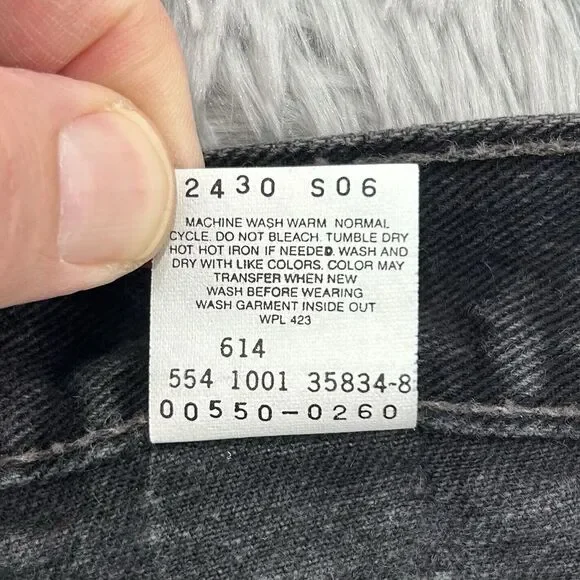 2430 S06
MACHINE WASH WARM NORMAL
CYCLE. DO NOT BLEACH. TUMBLE DRY
HOT. HOT IRON IF NEEDED. WASH AND
DRY WITH LIKE COLORS. COLOR MAY
TRANSFER WHEN NEW
WASH BEFORE WEARING
WASH GARMENT INSIDE OUT
WPL 423
614
554 1001 35834-8
00550-0260